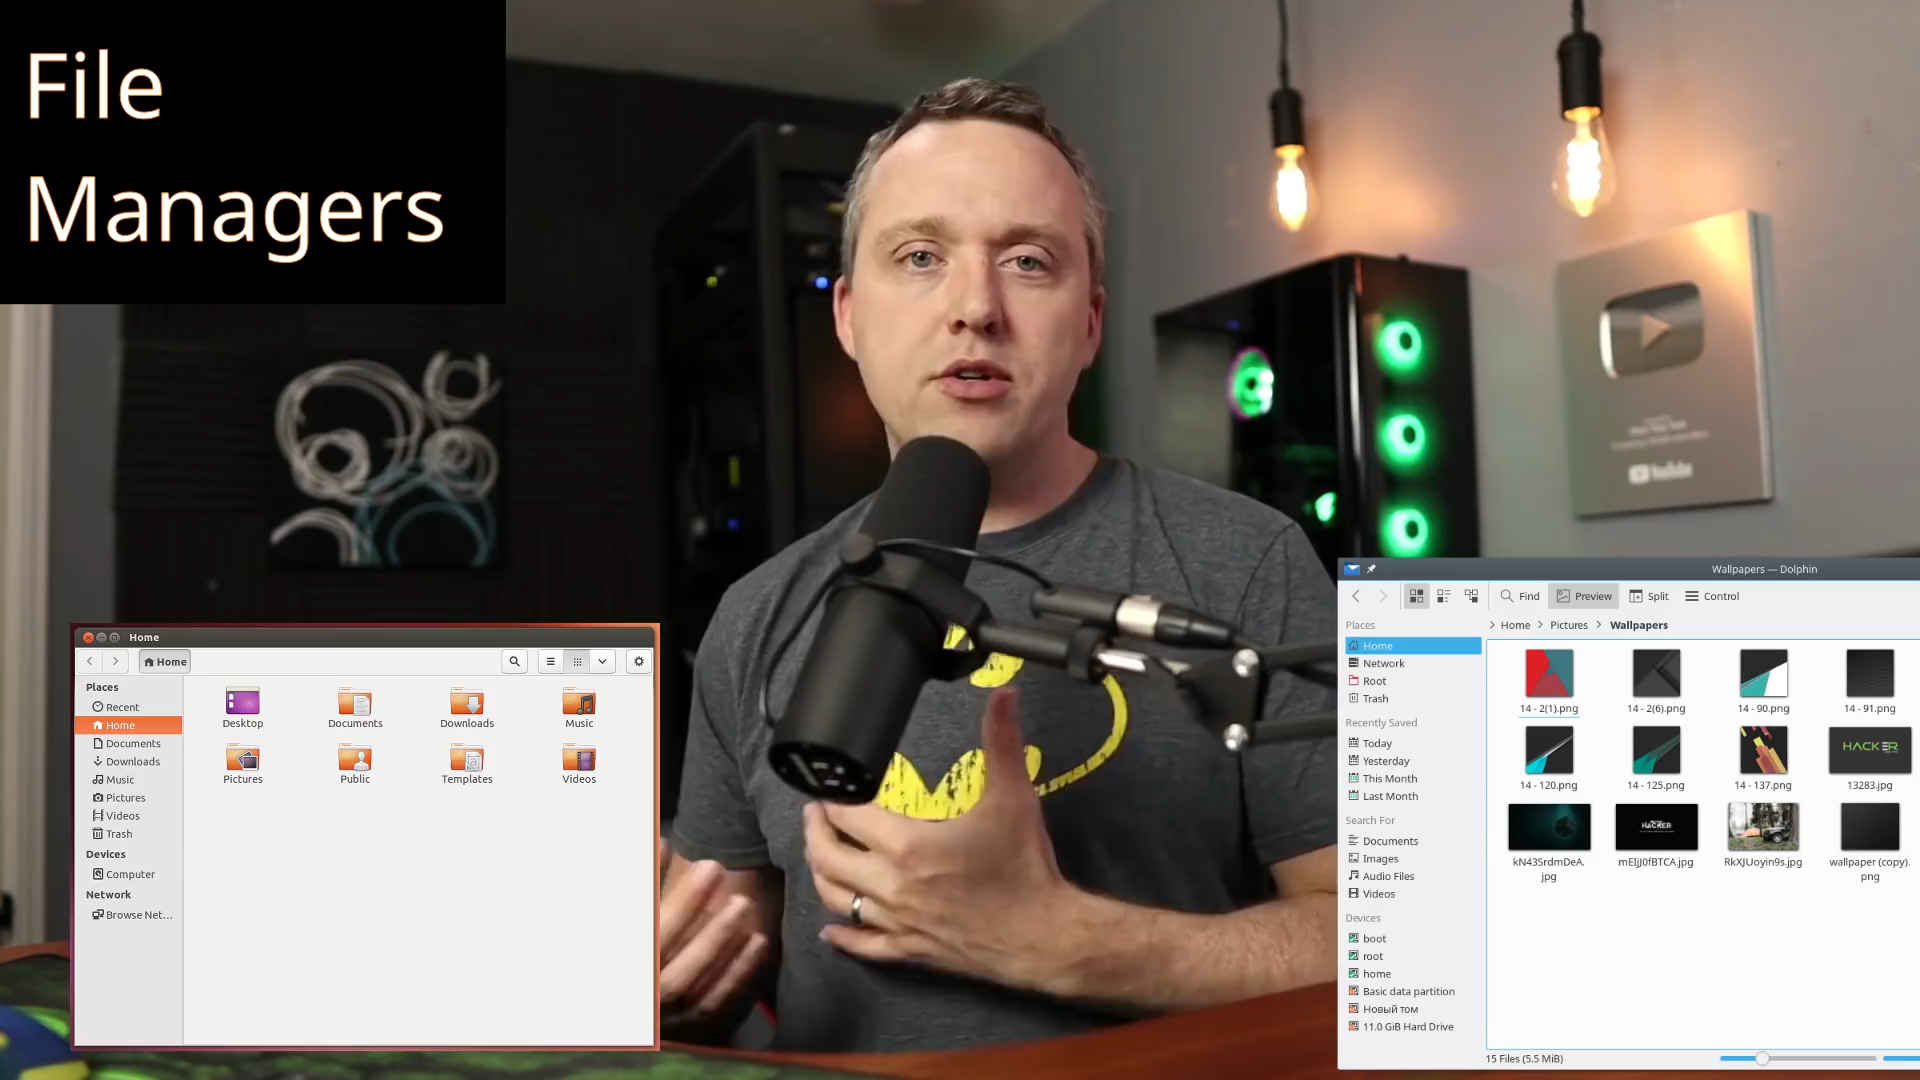 File
Managers
Home
Home
Places
Recent
Home
Documents
Downloads
Music
Pictures
Videos
Trash
Devices
Computer
Network
Browse Net...
Desktop
Documents
Downloads
Music
Pictures
Public
Templates
Videos
YouTube
Wallpapers — Dolphin
Find
Preview
Split
Control
Places
Home
Network
Root
Trash
Recently Saved
Today
Yesterday
This Month
Last Month
Search For
Documents
Images
Audio Files
Videos
Devices
boot
root
home
Basic data partition
Новый том
11.0 GiB Hard Drive
> Home > Pictures > Wallpapers
14 - 2(1).png
14 - 2(6).png
14 - 90.png
14 - 91.png
HACKER
14 - 120.png
14 - 125.png
14 - 137.png
13283.jpg
HACKER
kN43SrdmDeA.
jpg
mEIjJ0fBTCA.jpg
RkXJUoyin9s.jpg
wallpaper (copy).
png
15 Files (5.5 MiB)